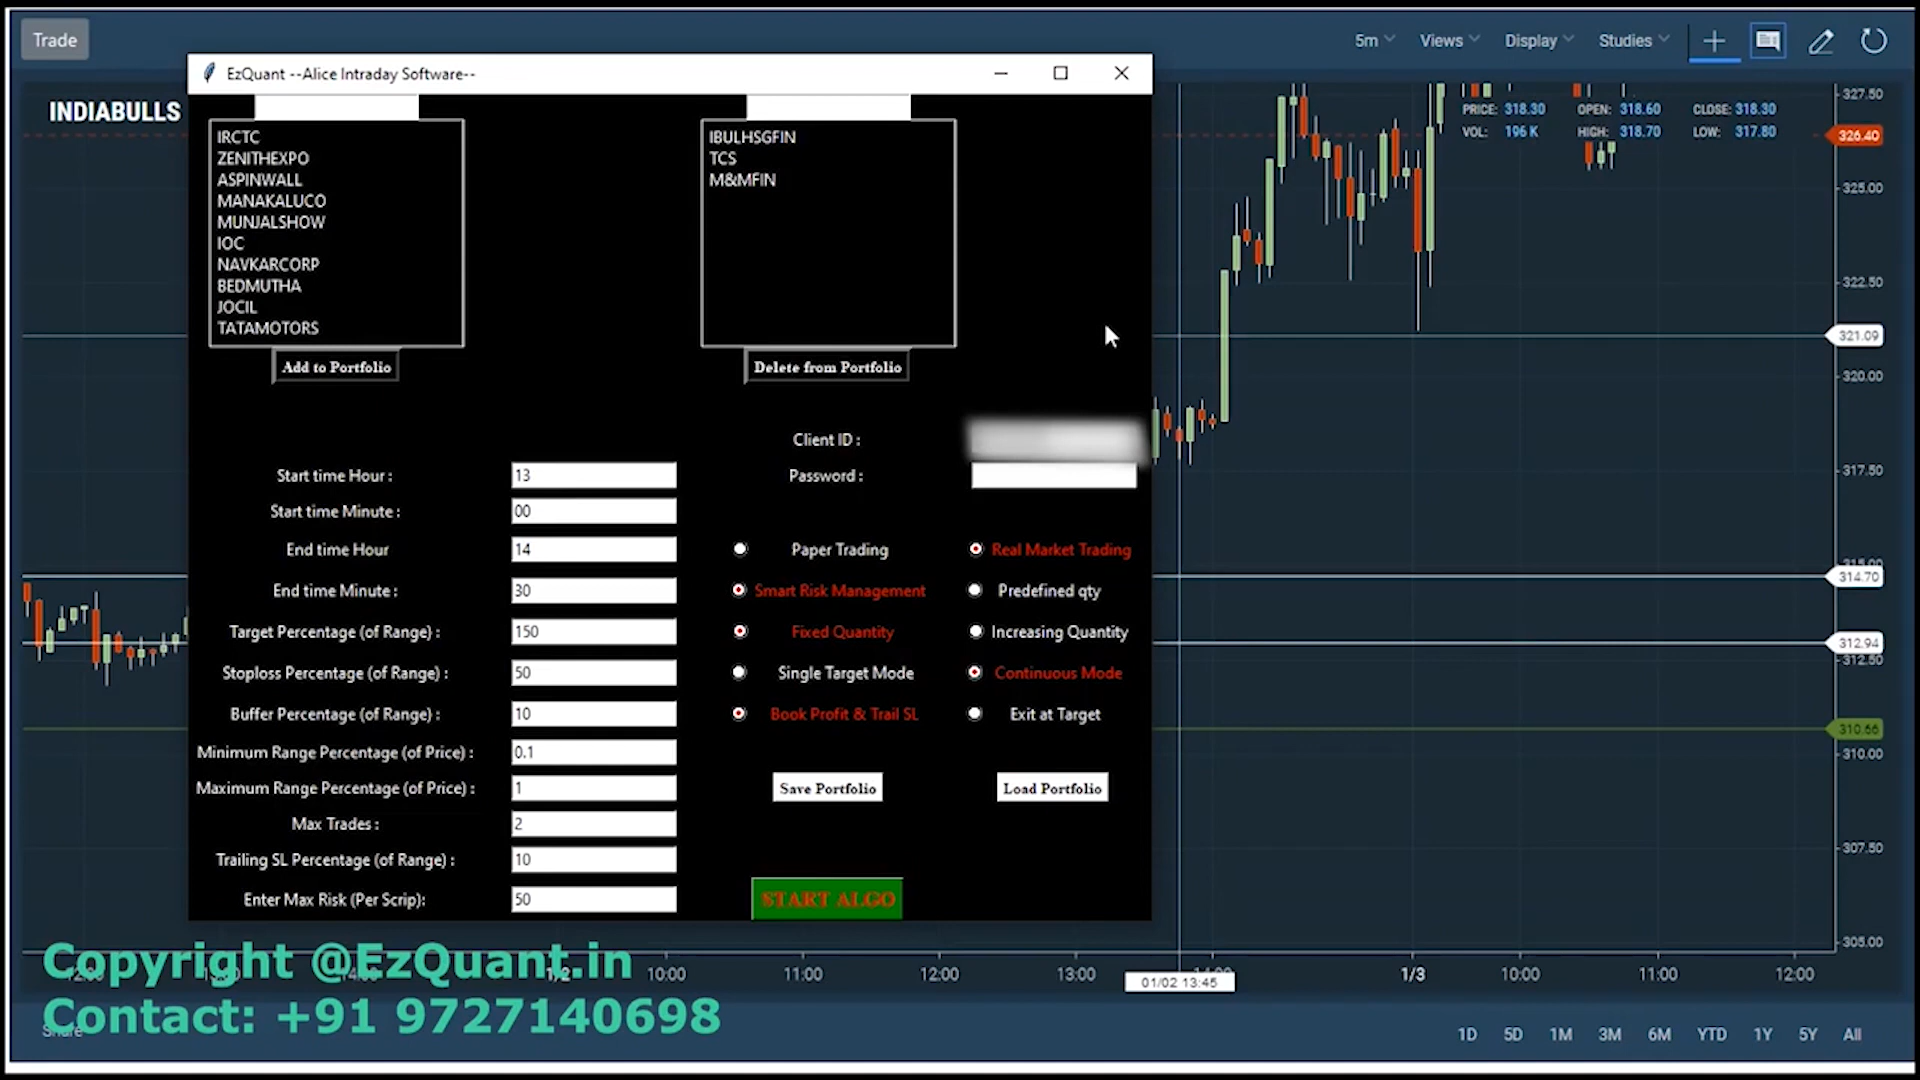 Trade
5m Views Display Studies
EzQuant --Alice Intraday Software--
INDIABULLS
PRICE: 318.30 OPEN: 318.60 CLOSE: 318.30
VOL: 196 K HIGH: 318.70 LOW: 317.80
327.50
326.40
325.00
322.50
321.09
320.00
317.50
314.70
312.94
312.50
310.66
310.00
307.50
305.00
IRCTC
ZENITHEXPO
ASPINWALL
MANAKALUCO
MUNJALSHOW
IOC
NAVKARCORP
BEDMUTHA
JOCIL
TATAMOTORS
Add to Portfolio
IBULHSGFIN
TCS
M&MFIN
Delete from Portfolio
Client ID :
Password :
Start time Hour : 13
Start time Minute : 00
End time Hour 14
End time Minute : 30
Target Percentage (of Range) : 150
Stoploss Percentage (of Range) : 50
Buffer Percentage (of Range) : 10
Minimum Range Percentage (of Price) : 0.1
Maximum Range Percentage (of Price) : 1
Max Trades : 2
Trailing SL Percentage (of Range) : 10
Enter Max Risk (Per Scrip): 50
Paper Trading Real Market Trading
Smart Risk Management Predefined qty
Fixed Quantity Increasing Quantity
Single Target Mode Continuous Mode
Book Profit & Trail SL Exit at Target
Save Portfolio Load Portfolio
START ALGO
10:00 11:00 12:00 13:00 1/3 10:00 11:00 12:00
01/02 13:45
Copyright @EzQuant.in
Contact: +91 9727140698
Share
1D 5D 1M 3M 6M YTD 1Y 5Y All